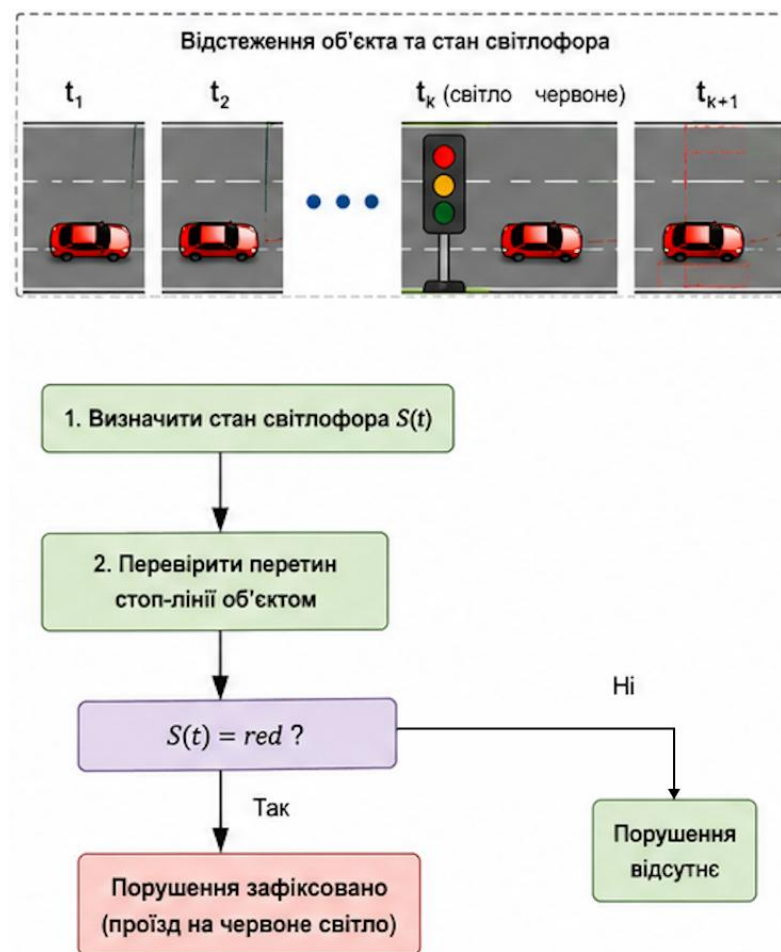 Відстеження об’єкта та стан світлофора
t₁ t₂ tₖ (світло червоне) tₖ₊₁
1. Визначити стан світлофора S(t)
2. Перевірити перетин
стоп-лінії об’єктом
Ні
S(t) = red ?
Так
Порушення
відсутнє
Порушення зафіксовано
(проїзд на червоне світло)